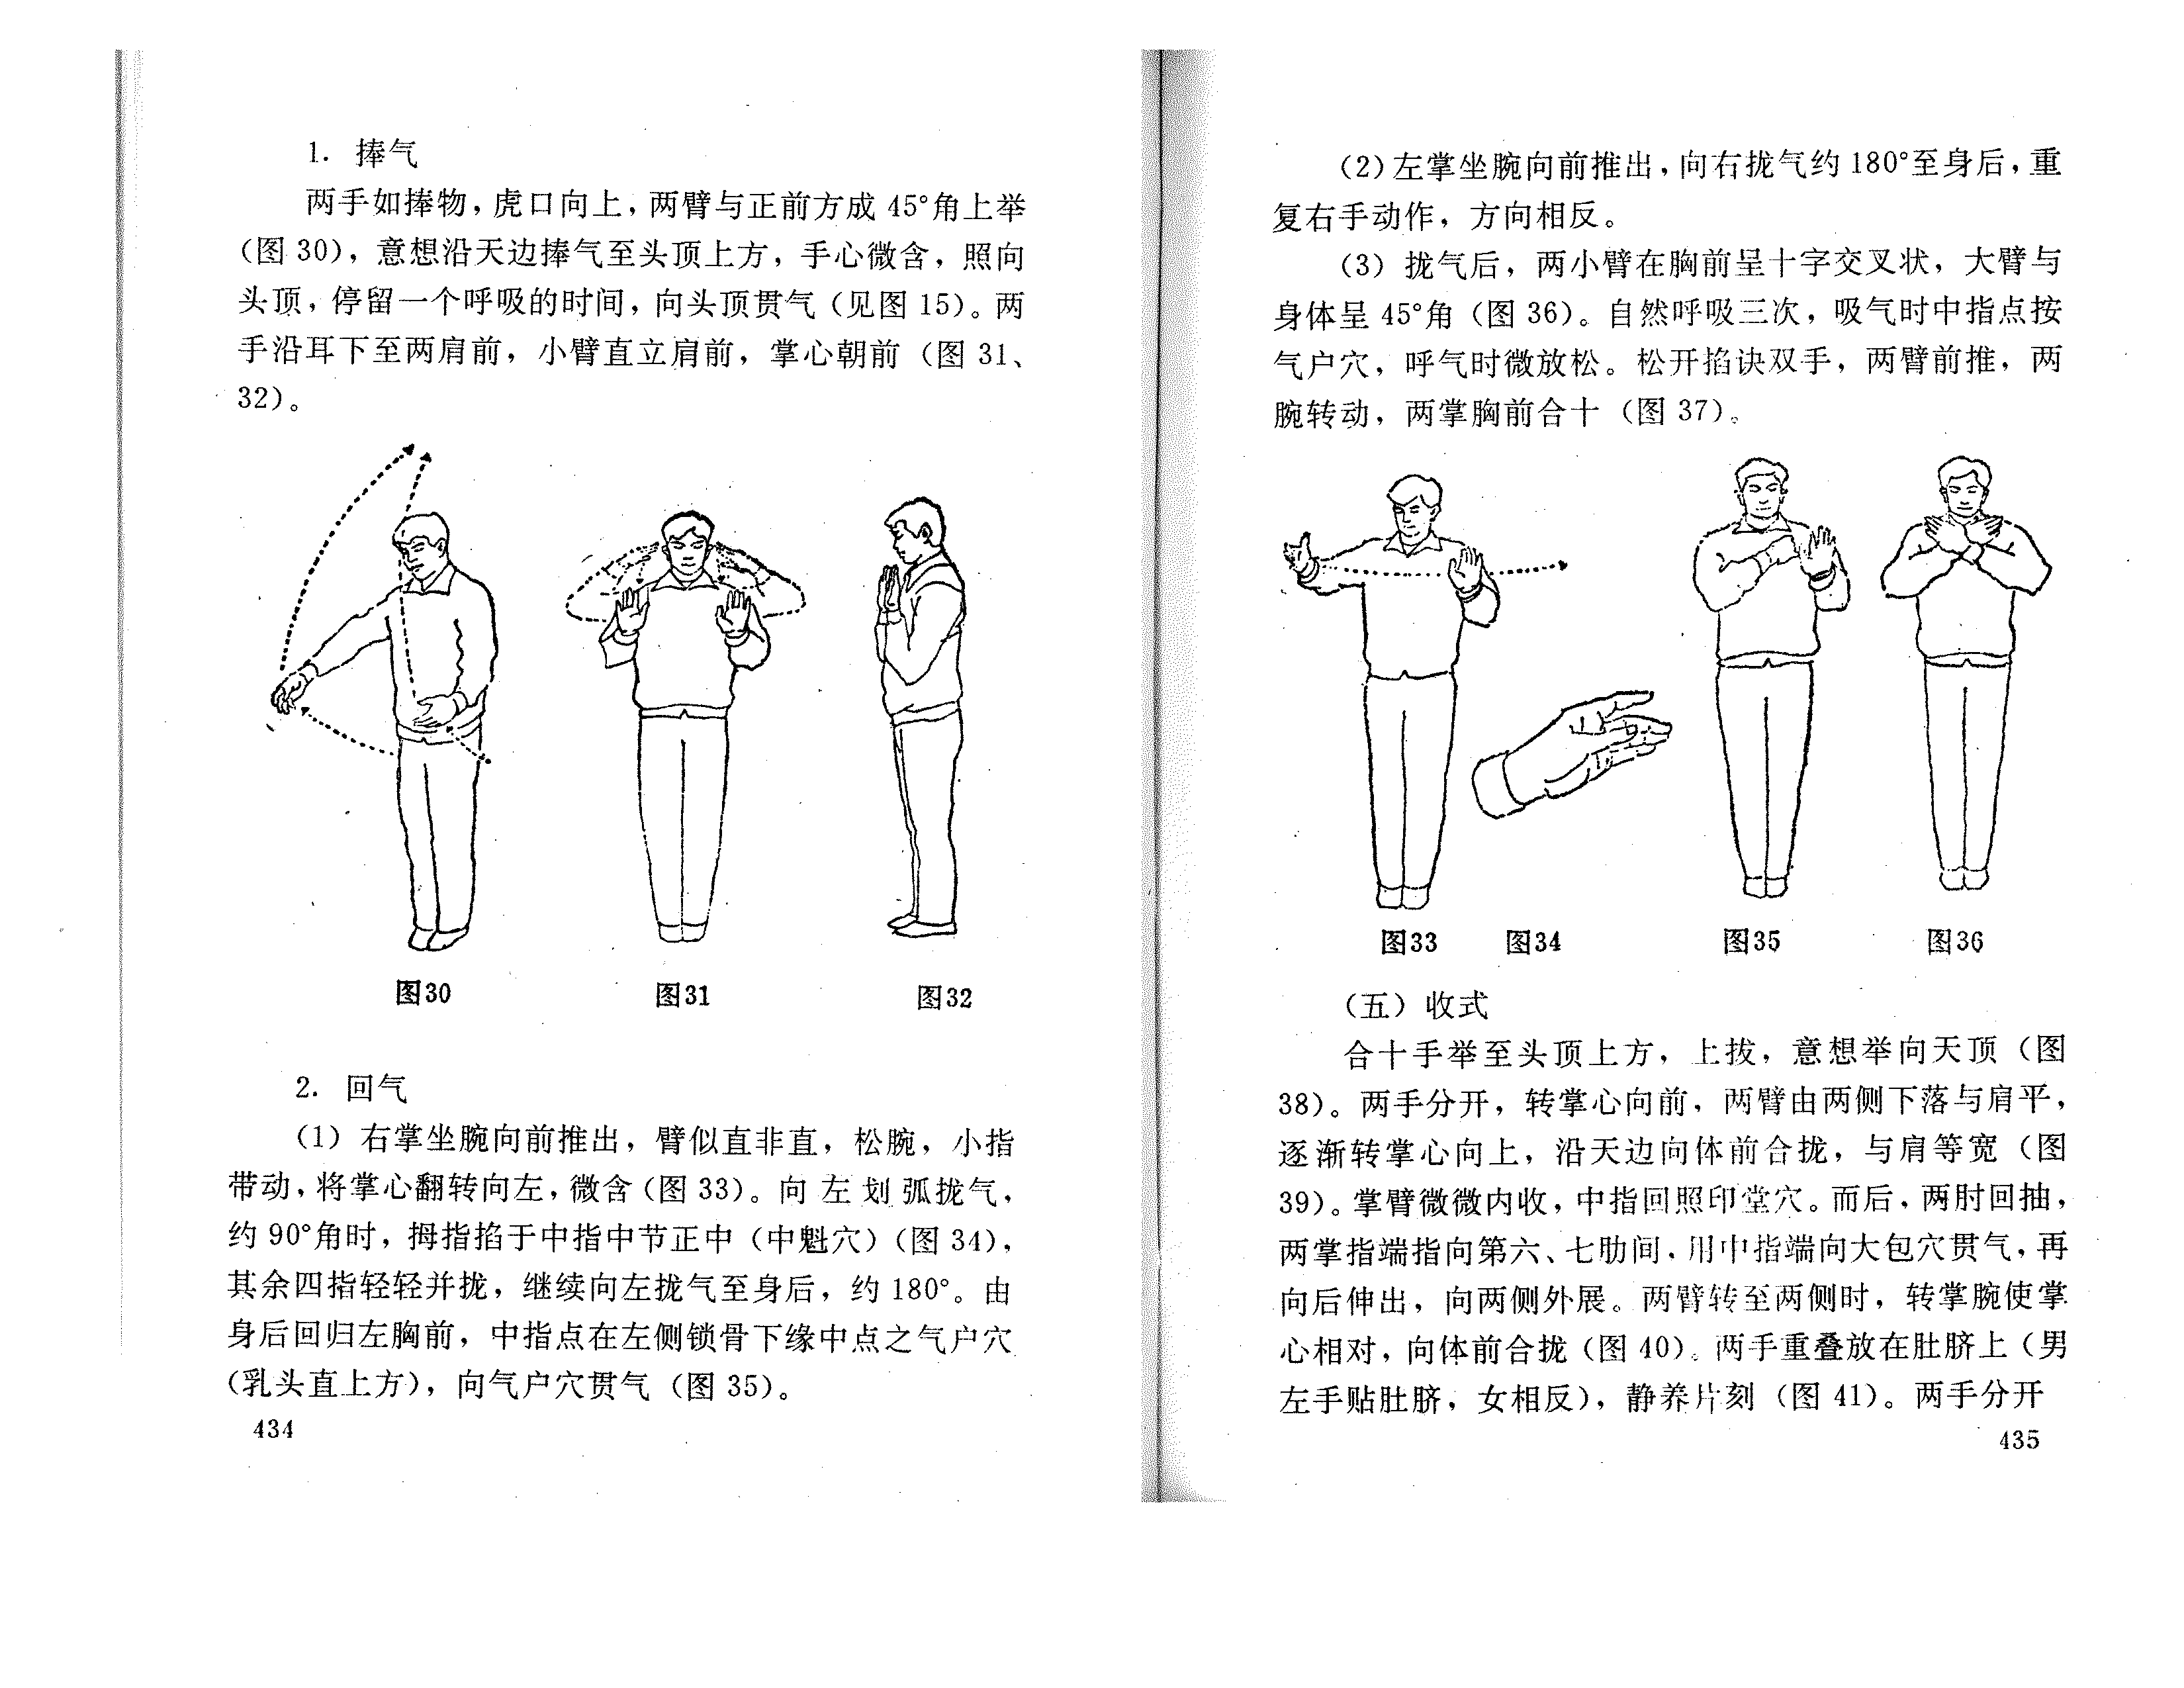 1. 捧气
两手如捧物，虎口向上，两臂与正前方成 45°角上举
（图 30），意想沿天边捧气至头顶上方，手心微含，照向
头顶，停留一个呼吸的时间，向头顶贯气（见图 15）。两
手沿耳下至两肩前，小臂直立肩前，掌心朝前（图 31、
32）。
图30
图31
图32
2. 回气
（1）右掌坐腕向前推出，臂似直非直，松腕，小指
带动，将掌心翻转向左，微含（图 33）。向左划弧拢气，
约 90°角时，拇指掐于中指中节正中（中魁穴）（图 34），
其余四指轻轻并拢，继续向左拢气至身后，约 180°。由
身后回归左胸前，中指点在左侧锁骨下缘中点之气户穴
（乳头直上方），向气户穴贯气（图 35）。
434
（2）左掌坐腕向前推出，向右拢气约 180°至身后，重
复右手动作，方向相反。
（3）拢气后，两小臂在胸前呈十字交叉状，大臂与
身体呈 45°角（图 36）。自然呼吸三次，吸气时中指点按
气户穴，呼气时微放松。松开掐诀双手，两臂前推，两
腕转动，两掌胸前合十（图 37）。
图33
图34
图35
图36
（五）收式
合十手举至头顶上方，上拔，意想举向天顶（图
38）。两手分开，转掌心向前，两臂由两侧下落与肩平，
逐渐转掌心向上，沿天边向体前合拢，与肩等宽（图
39）。掌臂微微内收，中指回照印堂穴。而后，两肘回抽，
两掌指端指向第六、七肋间，用中指端向大包穴贯气，再
向后伸出，向两侧外展。两臂转至两侧时，转掌腕使掌
心相对，向体前合拢（图 40）。两手重叠放在肚脐上（男
左手贴肚脐，女相反），静养片刻（图 41）。两手分开
435